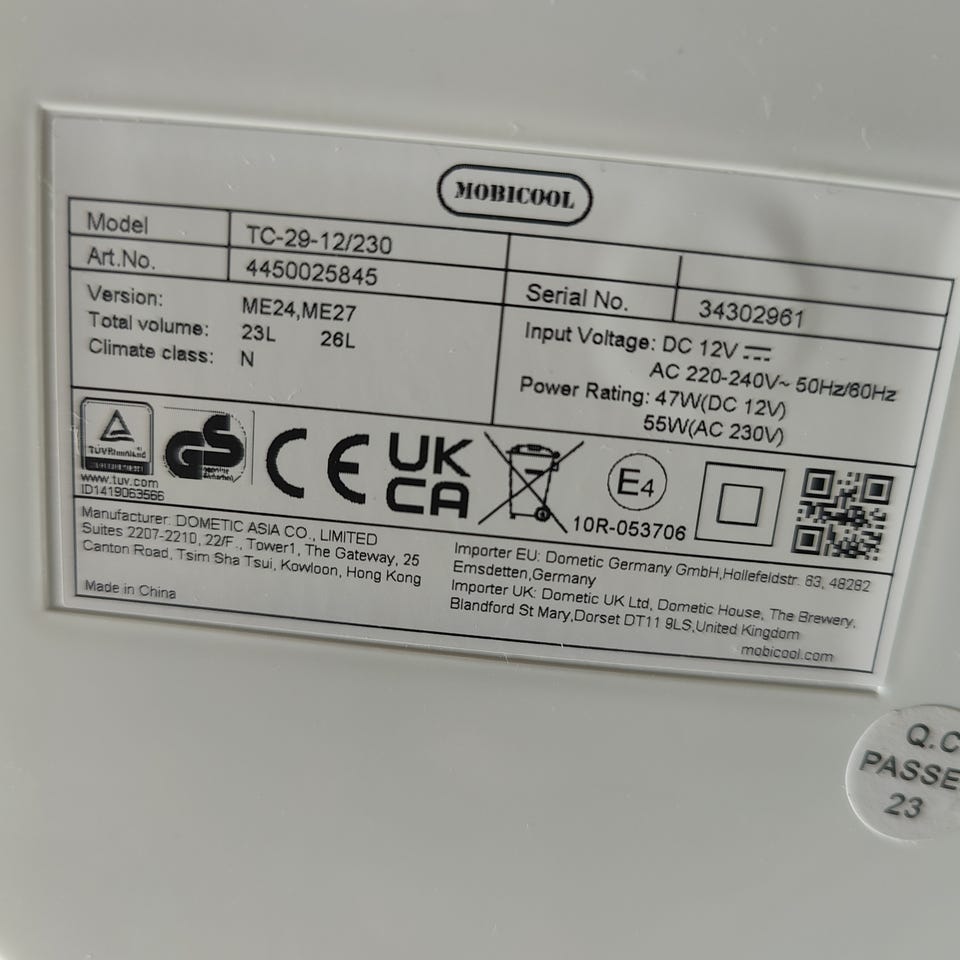 MOBICOOL
Model TC-29-12/230
Art.No. 4450025845
Serial No. 34302961
Version: ME24,ME27
Total volume: 23L 26L
Climate class: N
Input Voltage: DC 12V
AC 220-240V~ 50Hz/60Hz
Power Rating: 47W(DC 12V)
55W(AC 230V)
TÜVRheinland
www.tuv.com
ID1419063566
GS
CE
UK
CA
E4
10R-053706
Manufacturer: DOMETIC ASIA CO., LIMITED
Suites 2207-2210, 22/F., Tower1, The Gateway, 25
Canton Road, Tsim Sha Tsui, Kowloon, Hong Kong
Made in China
Importer EU: Dometic Germany GmbH,Hollefeldstr. 63, 48282
Emsdetten,Germany
Importer UK: Dometic UK Ltd, Dometic House, The Brewery,
Blandford St Mary,Dorset DT11 9LS,United Kingdom
mobicool.com
Q.C
PASSE
23